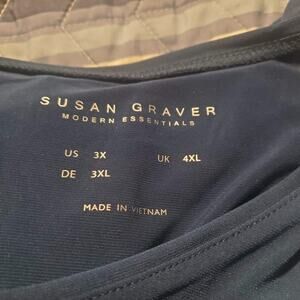 SUSAN GRAVER
MODERN ESSENTIALS
US 3X UK 4XL
DE 3XL
MADE IN VIETNAM